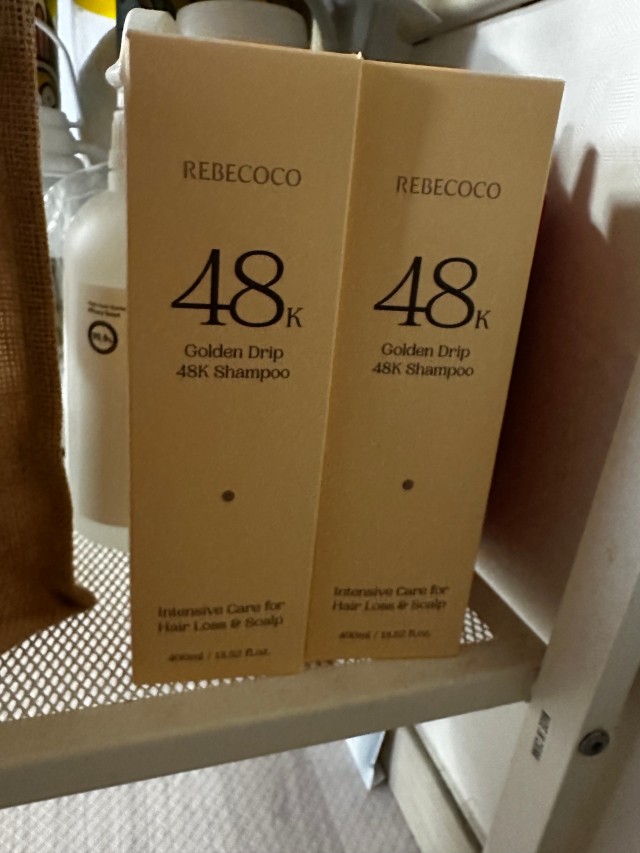 REBECOCO
48K
Golden Drip
48K Shampoo
Intensive Care for
Hair Loss & Scalp
400ml / 13.52 fl.oz.
REBECOCO
48K
Golden Drip
48K Shampoo
Intensive Care for
Hair Loss & Scalp
400ml / 13.52 fl.oz.